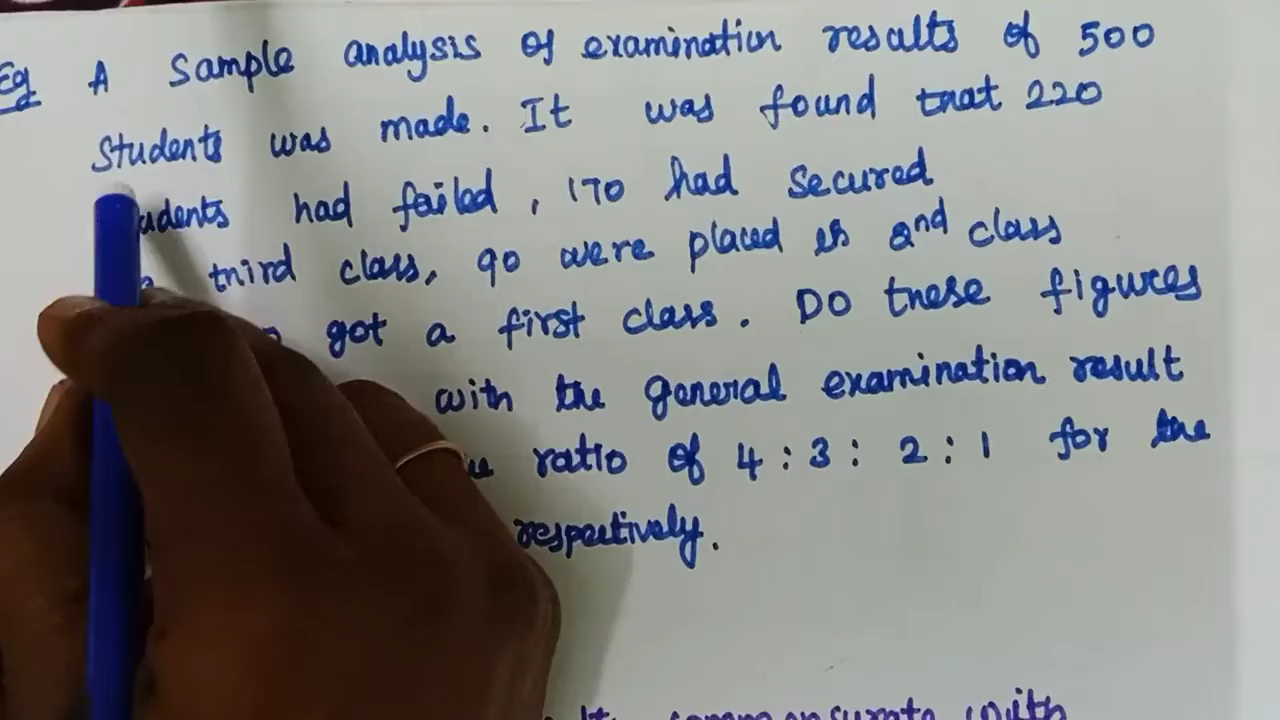 Eg A Sample analysis of examination results of 500
Students was made. It was found that 220
udents had failed, 170 had Secured
third class, 90 were placed in 2nd class
got a first class. Do these figures
with the general examination result
ratio of 4 : 3 : 2 : 1 for the
respectively.
with